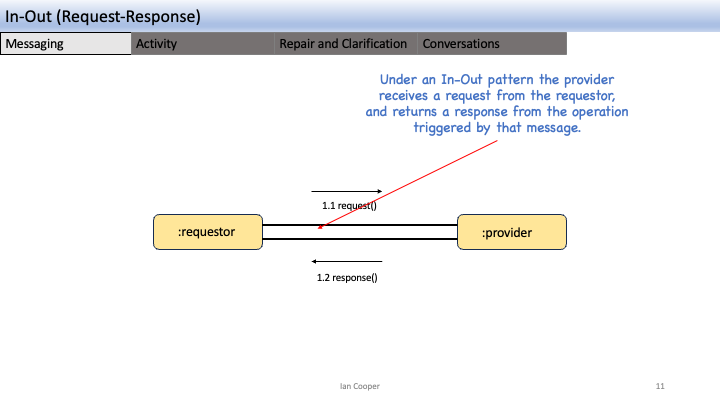 In-Out (Request-Response)
Messaging Activity Repair and Clarification Conversations
Under an In-Out pattern the provider
receives a request from the requestor,
and returns a response from the operation
triggered by that message.
1.1 request()
:requestor :provider
1.2 response()
Ian Cooper 11